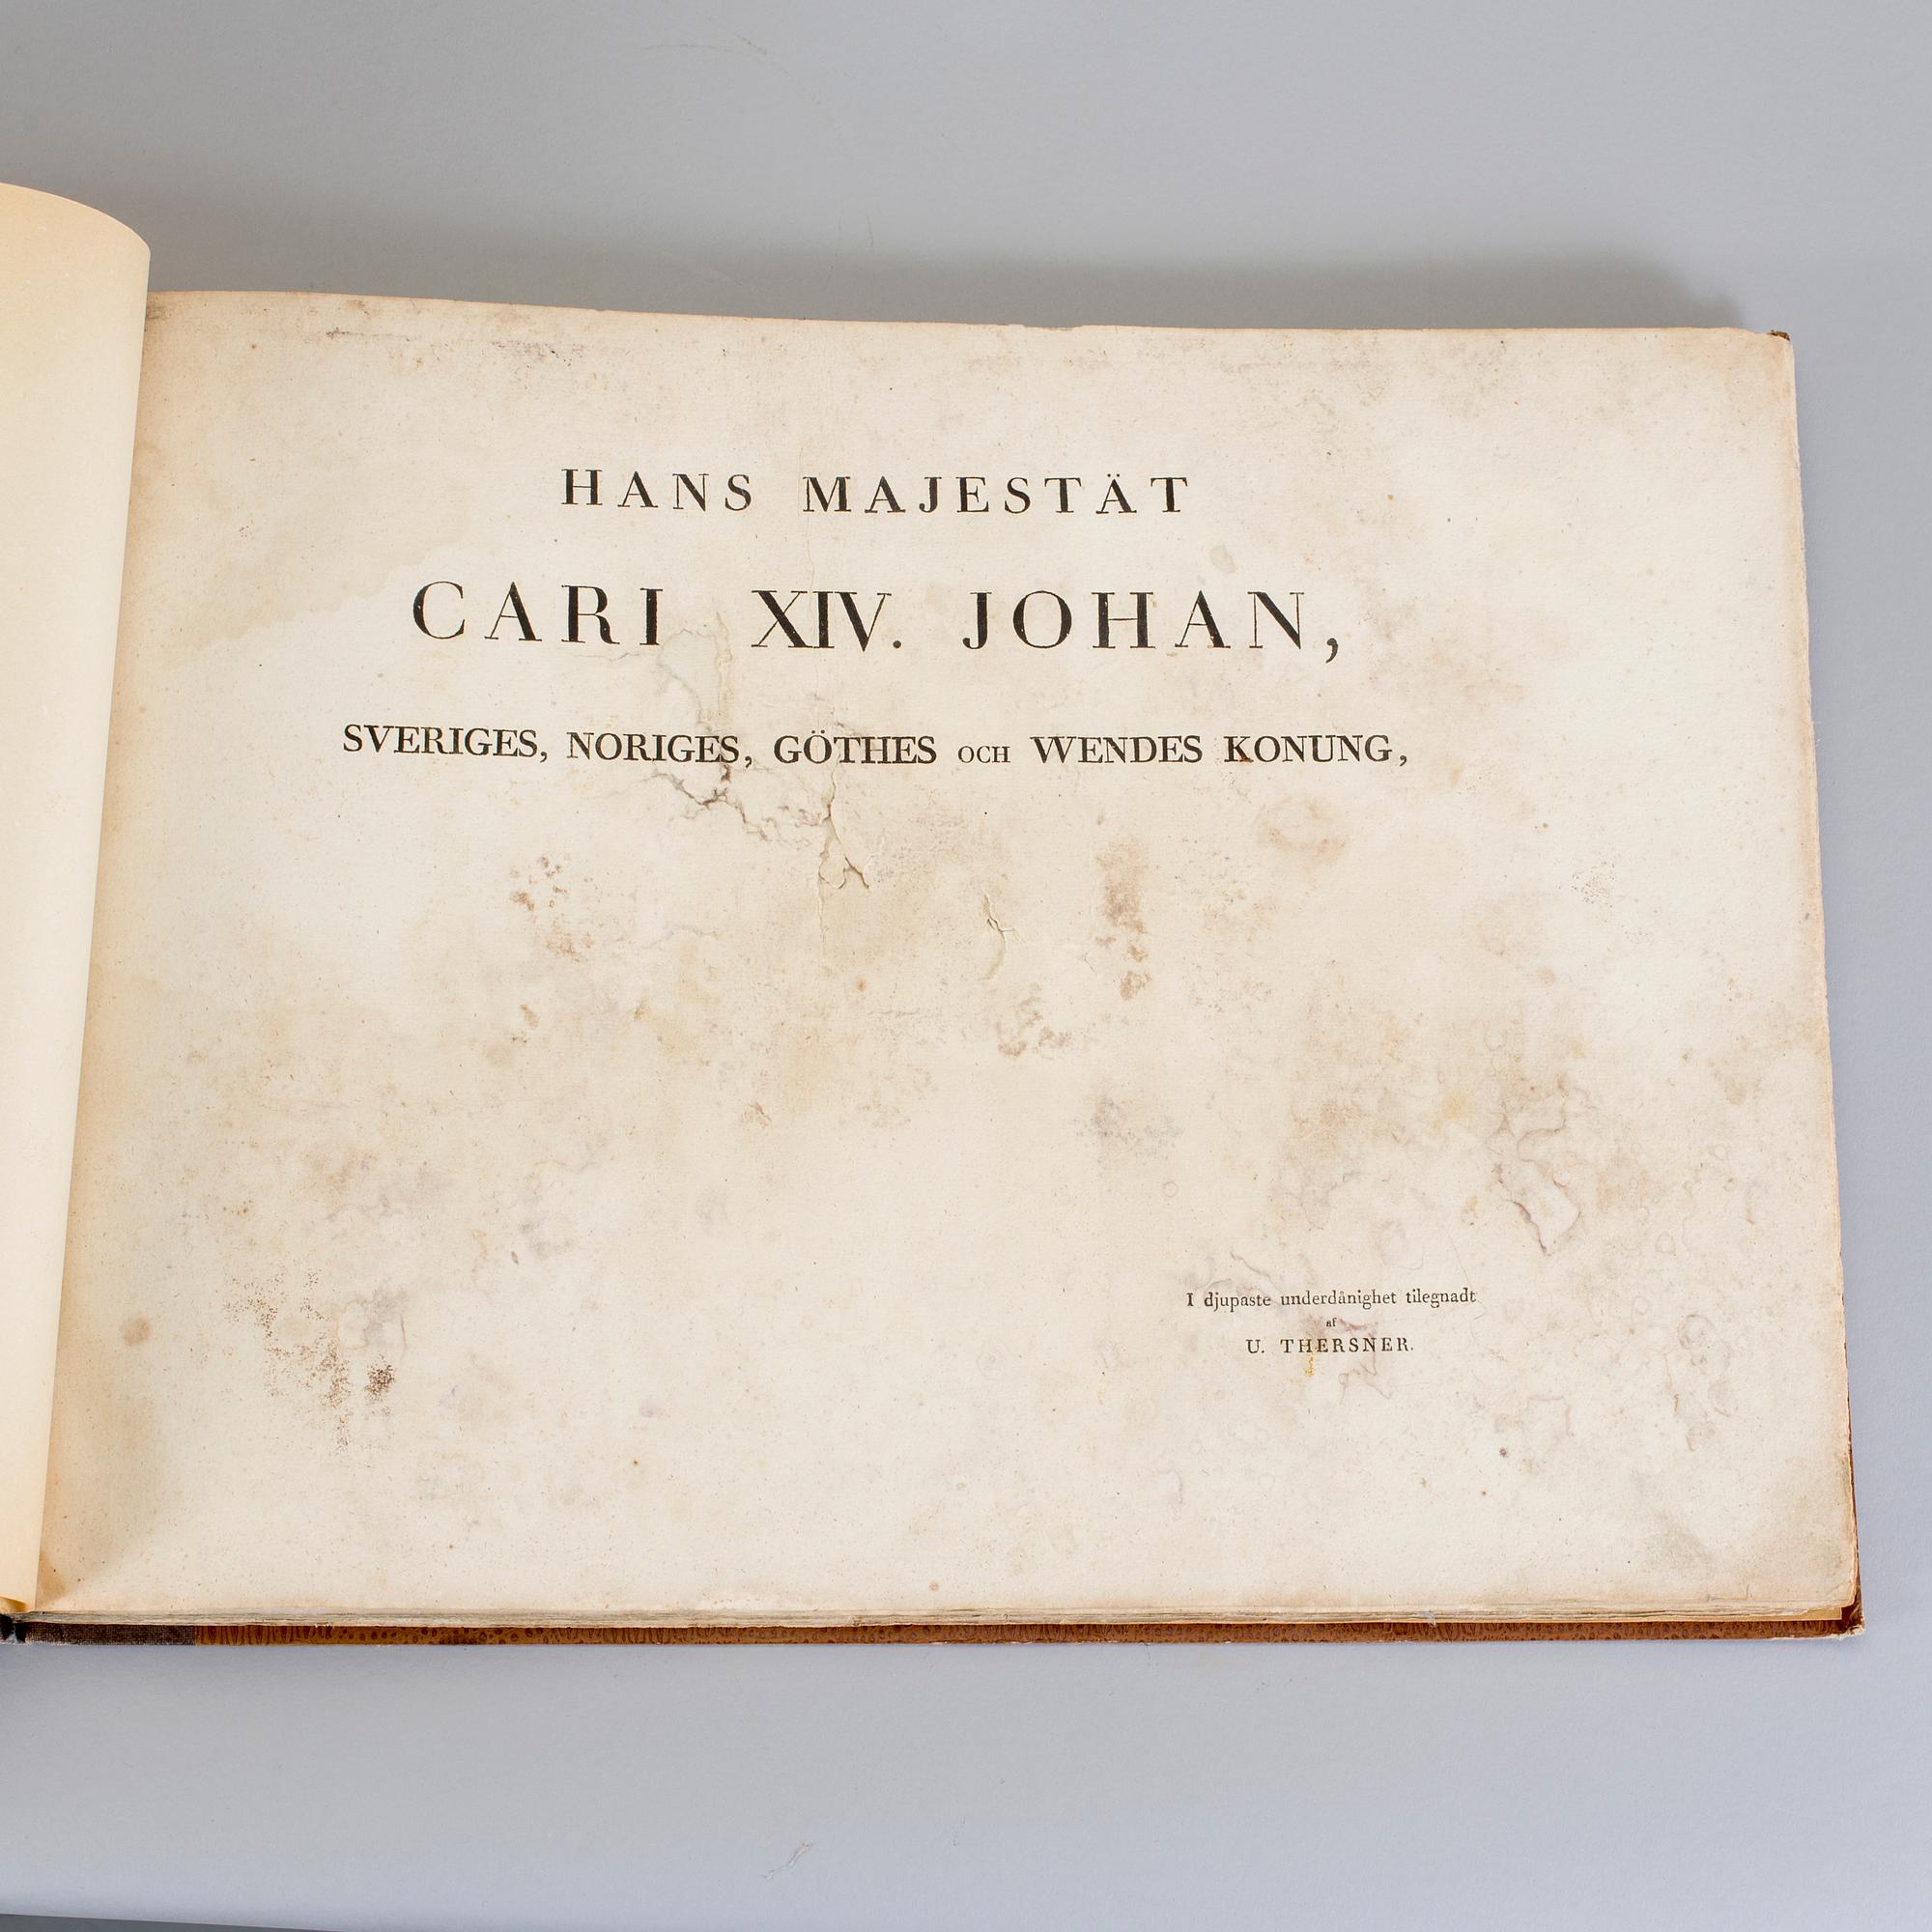 HANS MAJESTÄT
CARL XIV. JOHAN,
SVERIGES, NORIGES, GÖTHES OCH WENDES KONUNG,
I djupaste underdånighet tilegnadt
af
U. THERSNER.